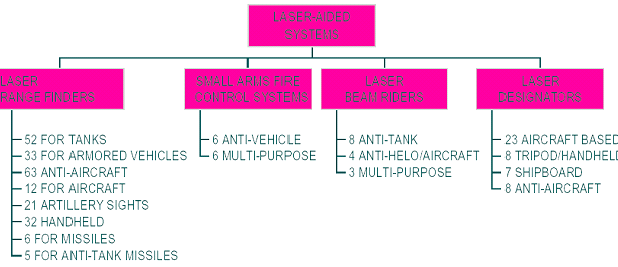 LASER-AIDED
SYSTEMS
LASER
RANGE FINDERS
SMALL ARMS FIRE
CONTROL SYSTEMS
LASER
BEAM RIDERS
LASER
DESIGNATORS
52 FOR TANKS
33 FOR ARMORED VEHICLES
63 ANTI-AIRCRAFT
12 FOR AIRCRAFT
21 ARTILLERY SIGHTS
32 HANDHELD
6 FOR MISSILES
5 FOR ANTI-TANK MISSILES
6 ANTI-VEHICLE
6 MULTI-PURPOSE
8 ANTI-TANK
4 ANTI-HELO/AIRCRAFT
3 MULTI-PURPOSE
23 AIRCRAFT BASED
8 TRIPOD/HANDHELD
7 SHIPBOARD
8 ANTI-AIRCRAFT